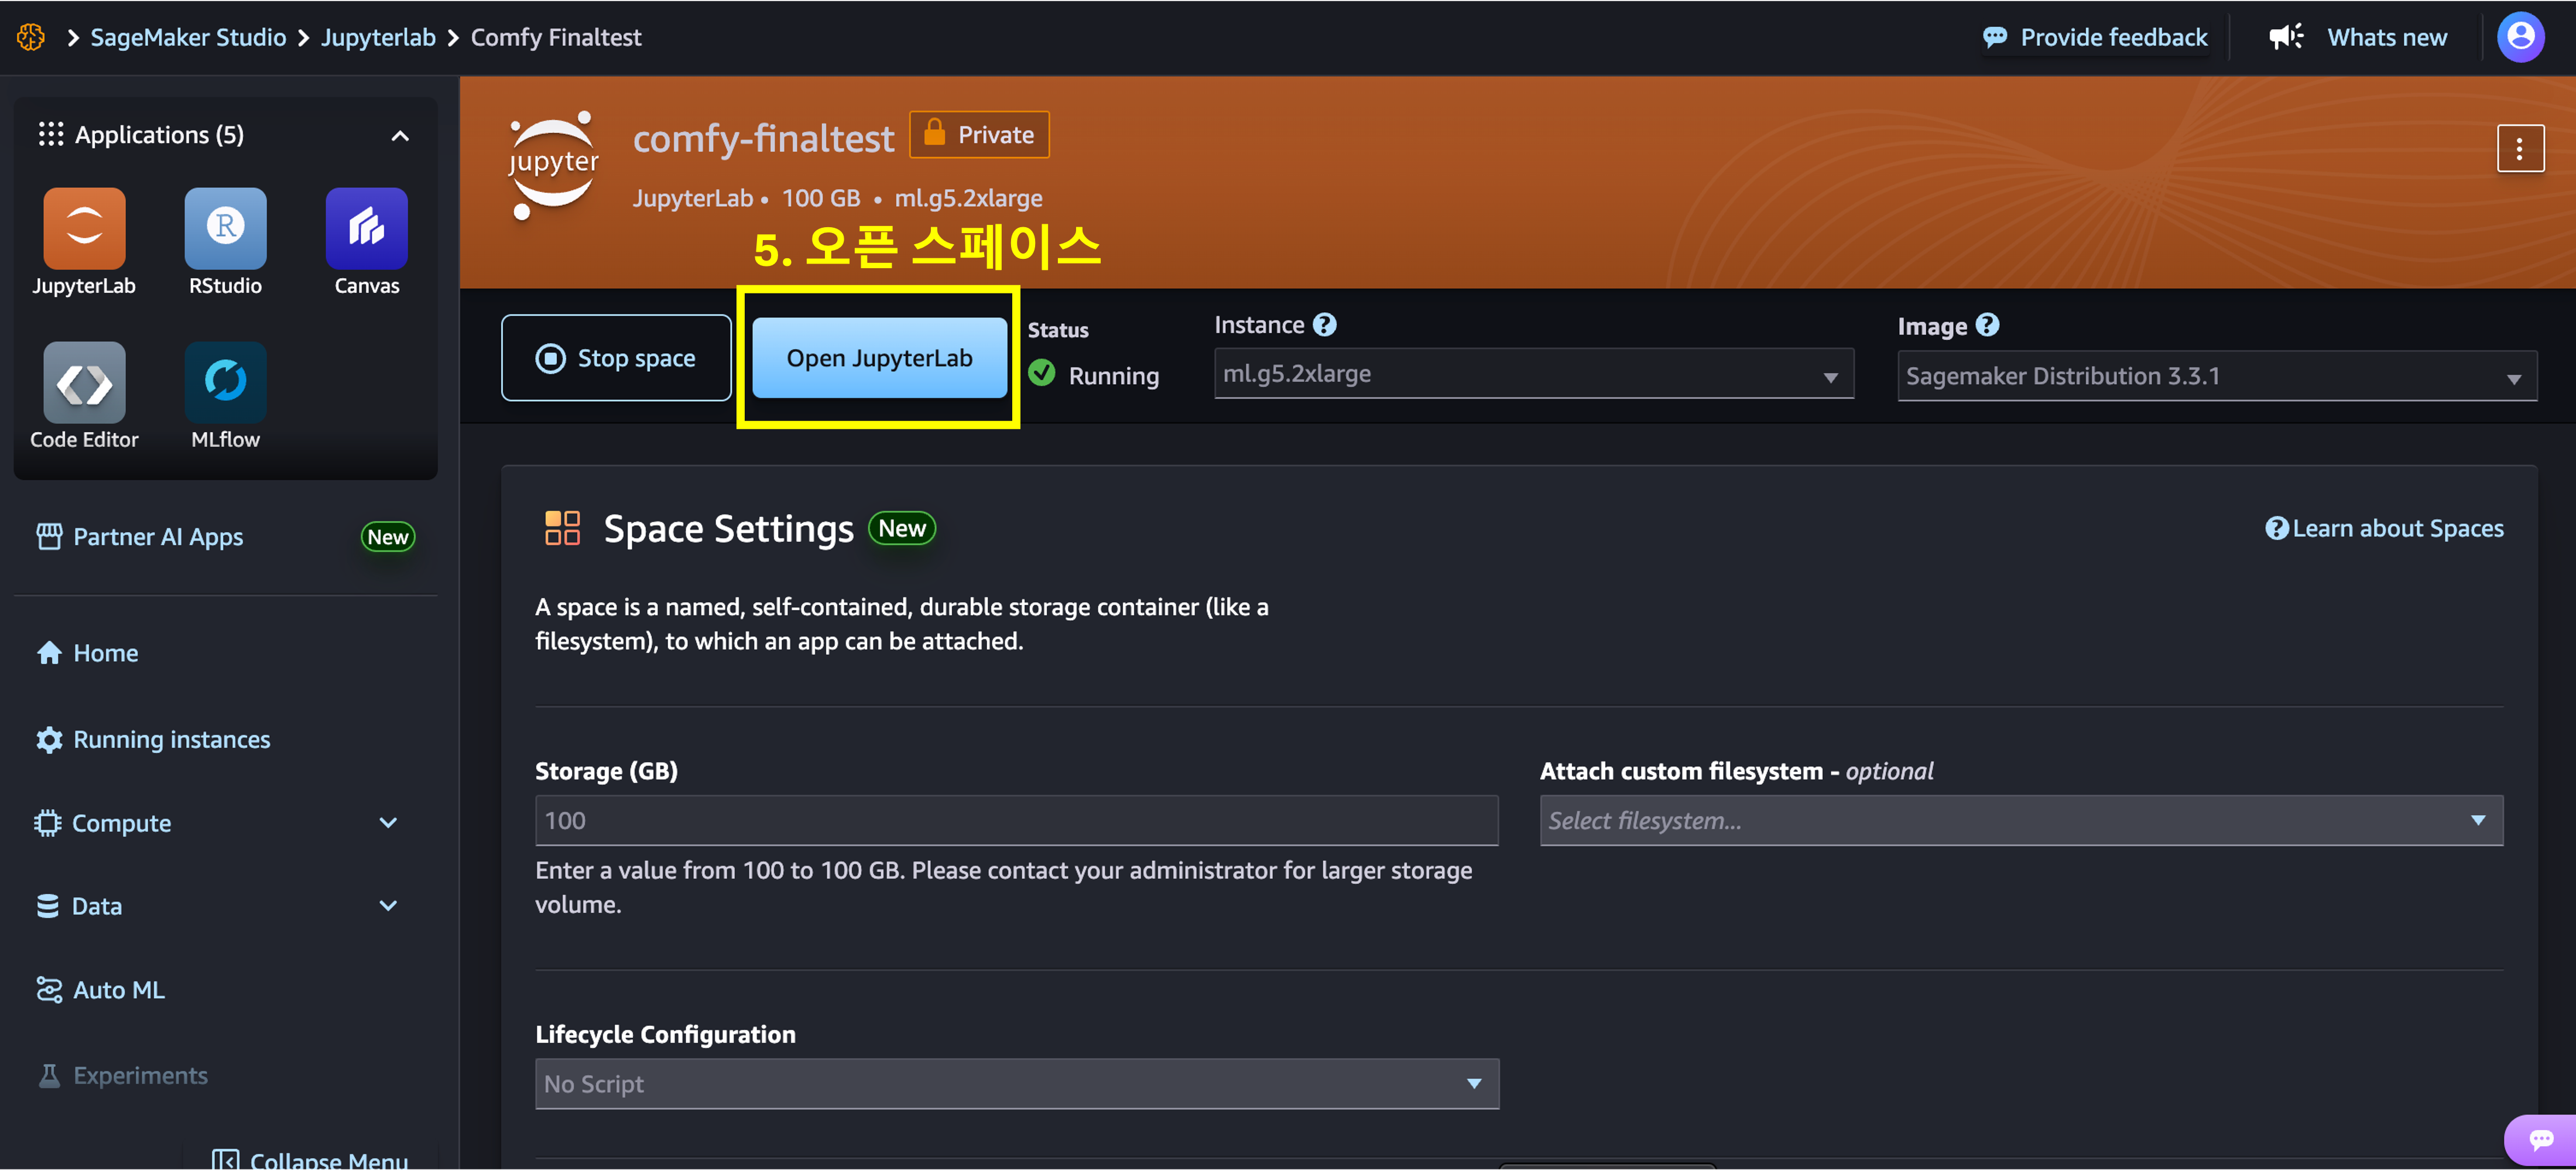 SageMaker Studio > Jupyterlab > Comfy Finaltest
Provide feedback
Whats new
Applications (5)
JupyterLab
RStudio
Canvas
Code Editor
MLflow
Partner AI Apps
New
Home
Running instances
Compute
Data
Auto ML
Experiments
Collapse Menu
jupyter
comfy-finaltest
Private
JupyterLab • 100 GB • ml.g5.2xlarge
5. 오픈 스페이스
Stop space
Open JupyterLab
Status
Running
Instance ?
ml.g5.2xlarge
Image ?
Sagemaker Distribution 3.3.1
Space Settings
New
Learn about Spaces
A space is a named, self-contained, durable storage container (like a
filesystem), to which an app can be attached.
Storage (GB)
100
Enter a value from 100 to 100 GB. Please contact your administrator for larger storage
volume.
Attach custom filesystem - optional
Select filesystem...
Lifecycle Configuration
No Script